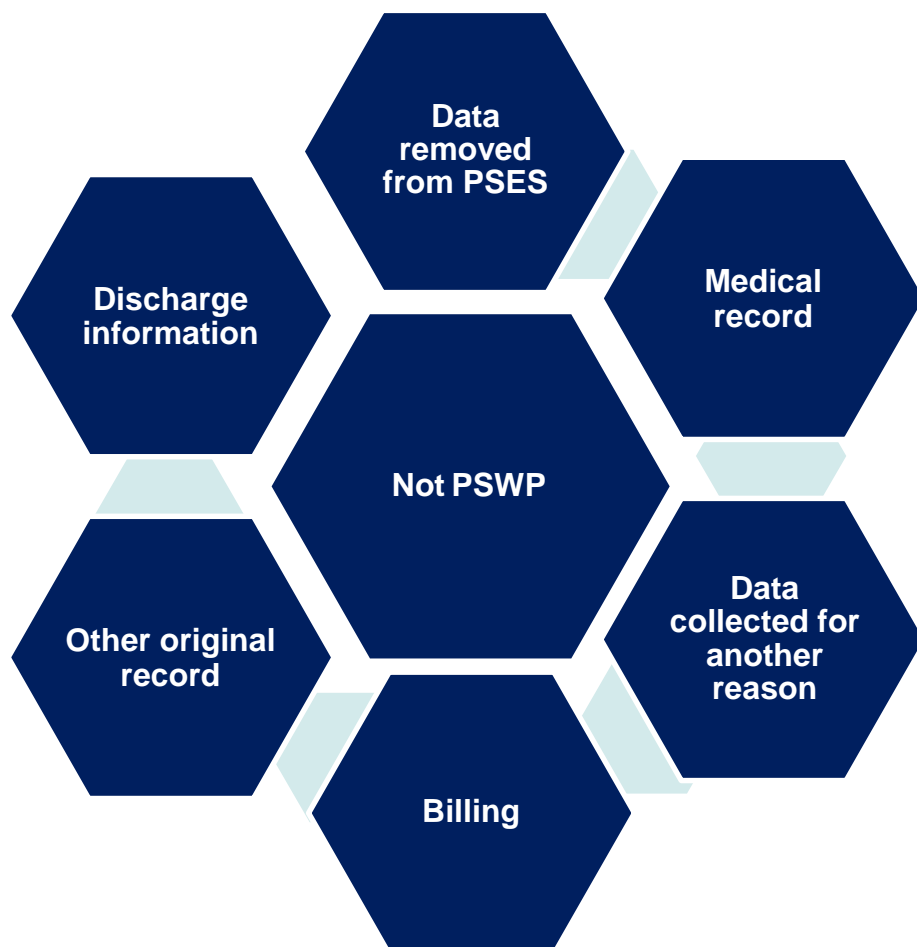 Data
removed
from PSES
Medical
record
Discharge
information
Not PSWP
Data
collected for
another
reason
Other original
record
Billing